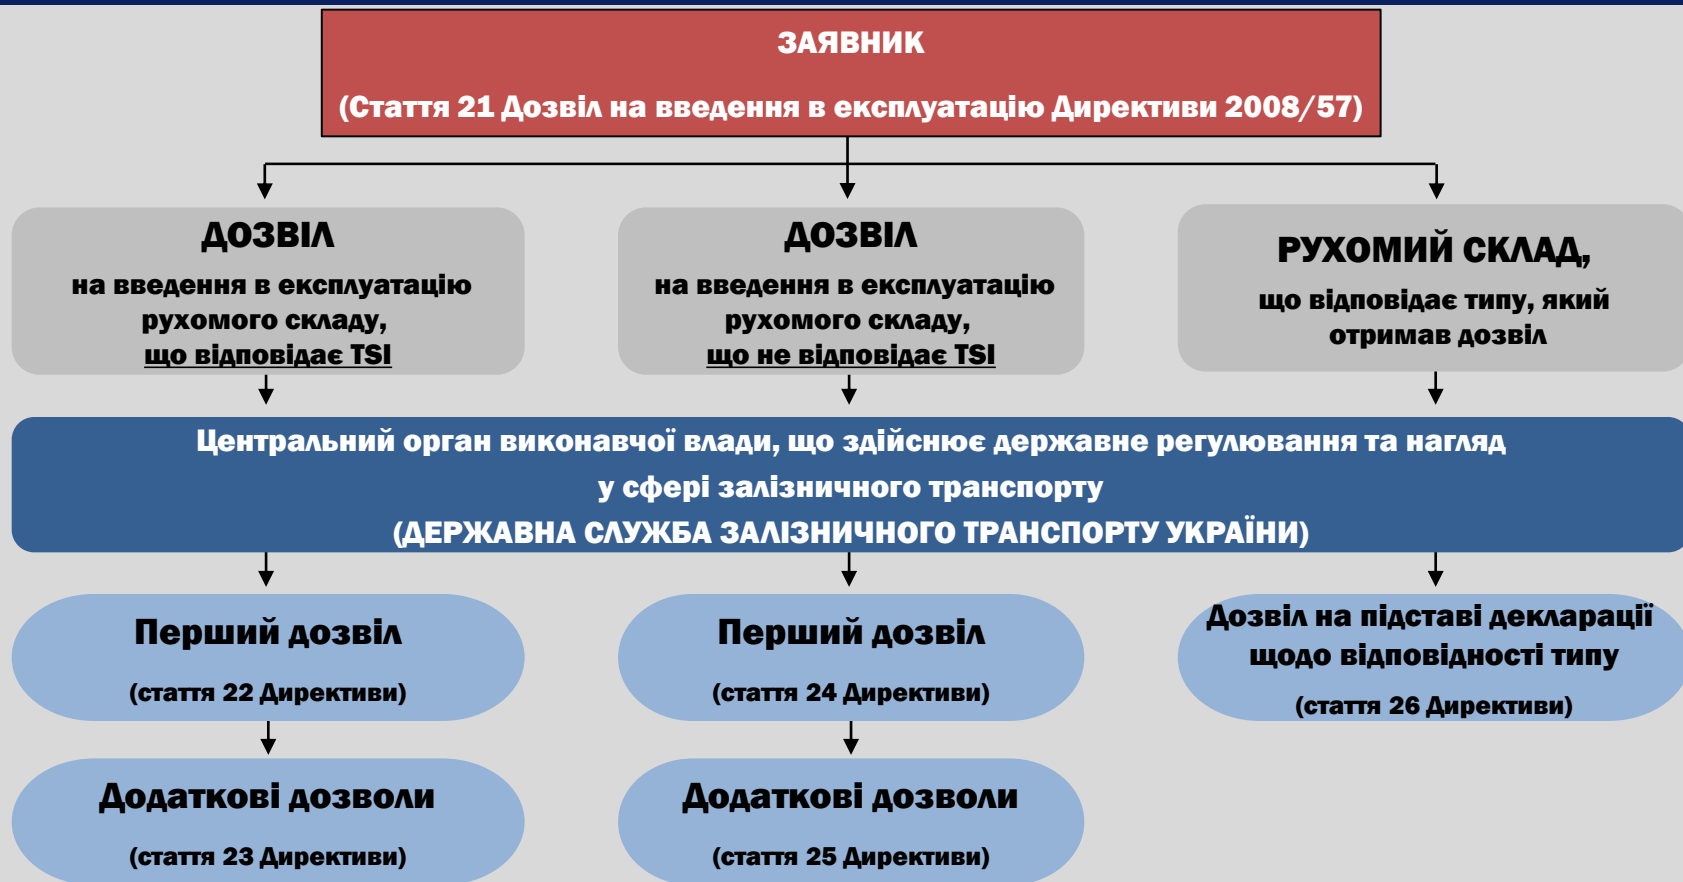 ЗАЯВНИК
(Стаття 21 Дозвіл на введення в експлуатацію Директиви 2008/57)
ДОЗВІЛ
на введення в експлуатацію
рухомого складу,
що відповідає TSI
ДОЗВІЛ
на введення в експлуатацію
рухомого складу,
що не відповідає TSI
РУХОМИЙ СКЛАД,
що відповідає типу, який
отримав дозвіл
Центральний орган виконавчої влади, що здійснює державне регулювання та нагляд
у сфері залізничного транспорту
(ДЕРЖАВНА СЛУЖБА ЗАЛІЗНИЧНОГО ТРАНСПОРТУ УКРАЇНИ)
Перший дозвіл
(стаття 22 Директиви)
Перший дозвіл
(стаття 24 Директиви)
Дозвіл на підставі декларації
щодо відповідності типу
(стаття 26 Директиви)
Додаткові дозволи
(стаття 23 Директиви)
Додаткові дозволи
(стаття 25 Директиви)